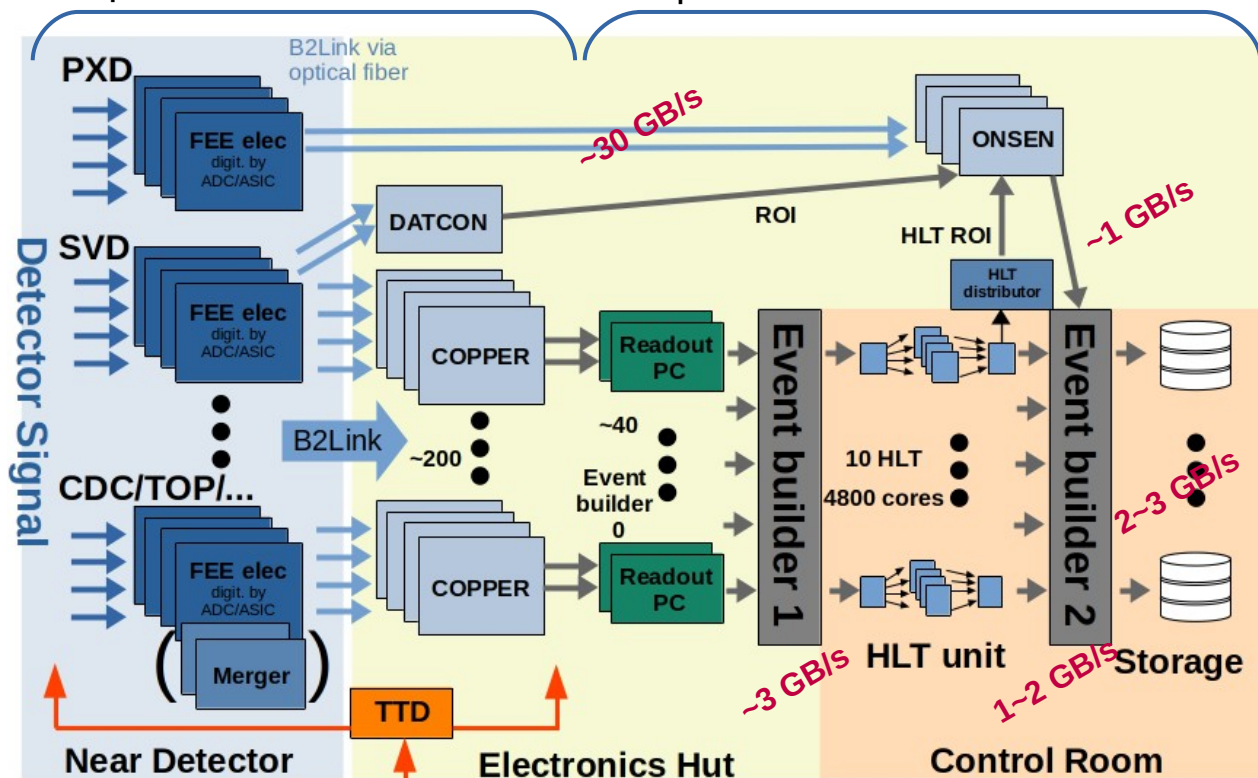 B2Link via
optical fiber
PXD
FEE elec
digit. by
ADC/ASIC
~30 GB/s
ONSEN
DATCON
ROI
HLT ROI
~1 GB/s
Detector Signal
SVD
FEE elec
digit. by
ADC/ASIC
COPPER
Readout
PC
Event builder 1
HLT
distributor
Event builder 2
B2Link
~200
~40
Event
builder
0
10 HLT
4800 cores
2~3 GB/s
CDC/TOP/...
FEE elec
digit. by
ADC/ASIC
COPPER
Readout
PC
(
Merger
)
~3 GB/s
HLT unit
1~2 GB/s
Storage
TTD
Near Detector
Electronics Hut
Control Room